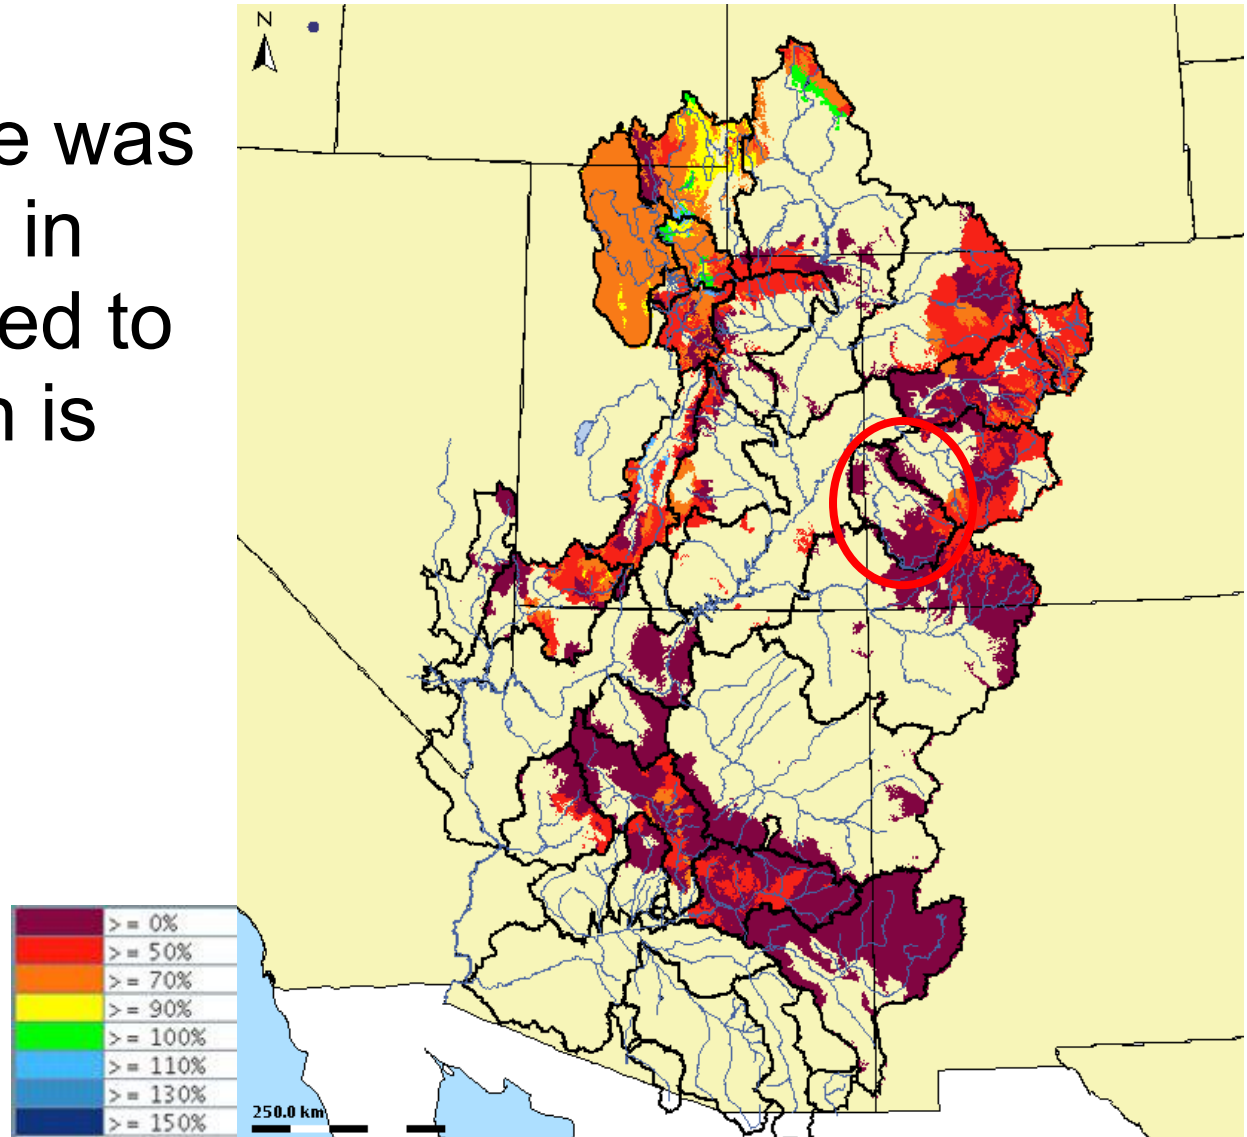 e was
in
ed to
n is
N
>= 0%
>= 50%
>= 70%
>= 90%
>= 100%
>= 110%
>= 130%
>= 150%
250.0 km